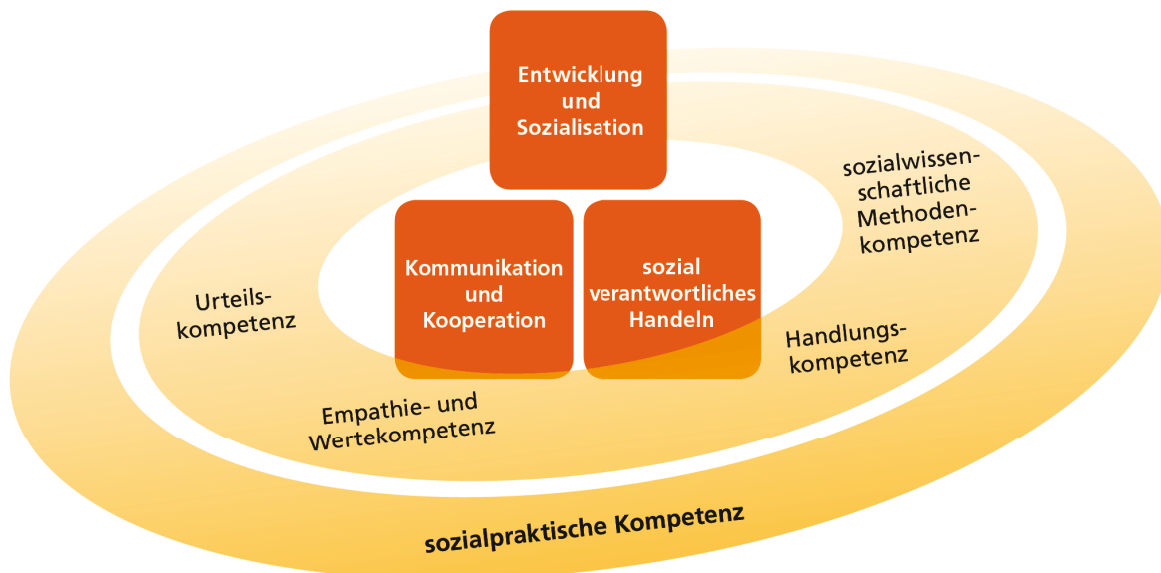 Entwicklung
und
Sozialisation
sozialwissen-
schaftliche
Methoden-
kompetenz
Kommunikation
und
Kooperation
sozial
verantwortliches
Handeln
Urteils-
kompetenz
Handlungs-
kompetenz
Empathie- und
Wertekompetenz
sozialpraktische Kompetenz